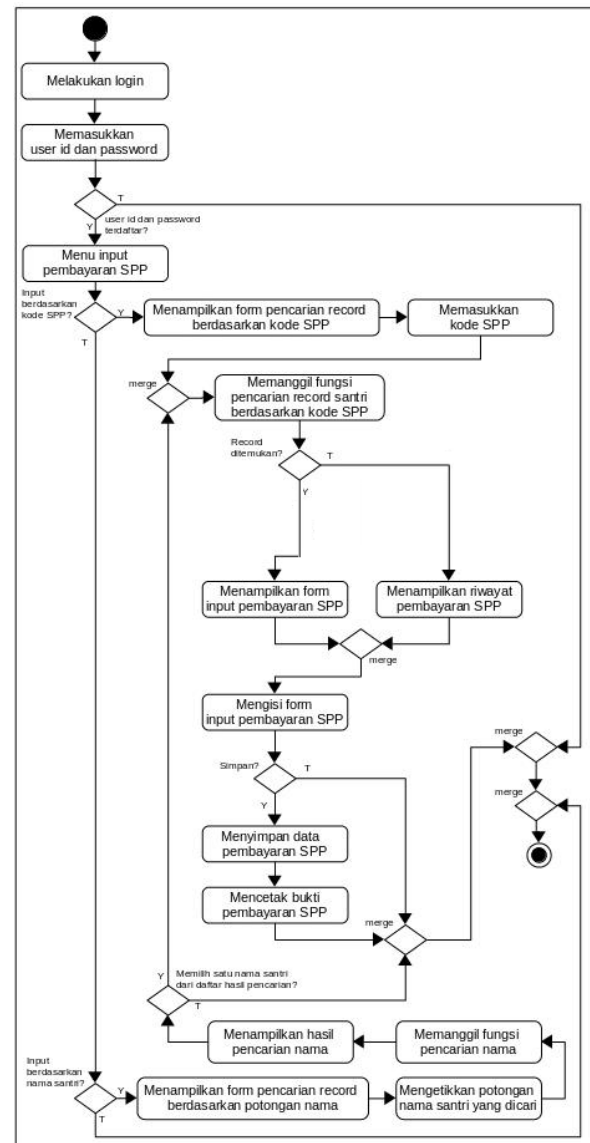 Melakukan login
Memasukkan
user id dan password
T
Y
user id dan password
terdaftar?
Menu input
pembayaran SPP
Input
berdasarkan
kode SPP?
Y
T
Menampilkan form pencarian record
berdasarkan kode SPP
Memasukkan
kode SPP
merge
Memanggil fungsi
pencarian record santri
berdasarkan kode SPP
Record
ditemukan?
T
Y
Menampilkan form
input pembayaran SPP
Menampilkan riwayat
pembayaran SPP
merge
Mengisi form
input pembayaran SPP
merge
Simpan?
T
Y
merge
Menyimpan data
pembayaran SPP
Mencetak bukti
pembayaran SPP
merge
Y
Memilih satu nama santri
dari daftar hasil pencarian?
T
Menampilkan hasil
pencarian nama
Memanggil fungsi
pencarian nama
Input
berdasarkan
nama santri?
Y
T
Menampilkan form pencarian record
berdasarkan potongan nama
Mengetikkan potongan
nama santri yang dicari